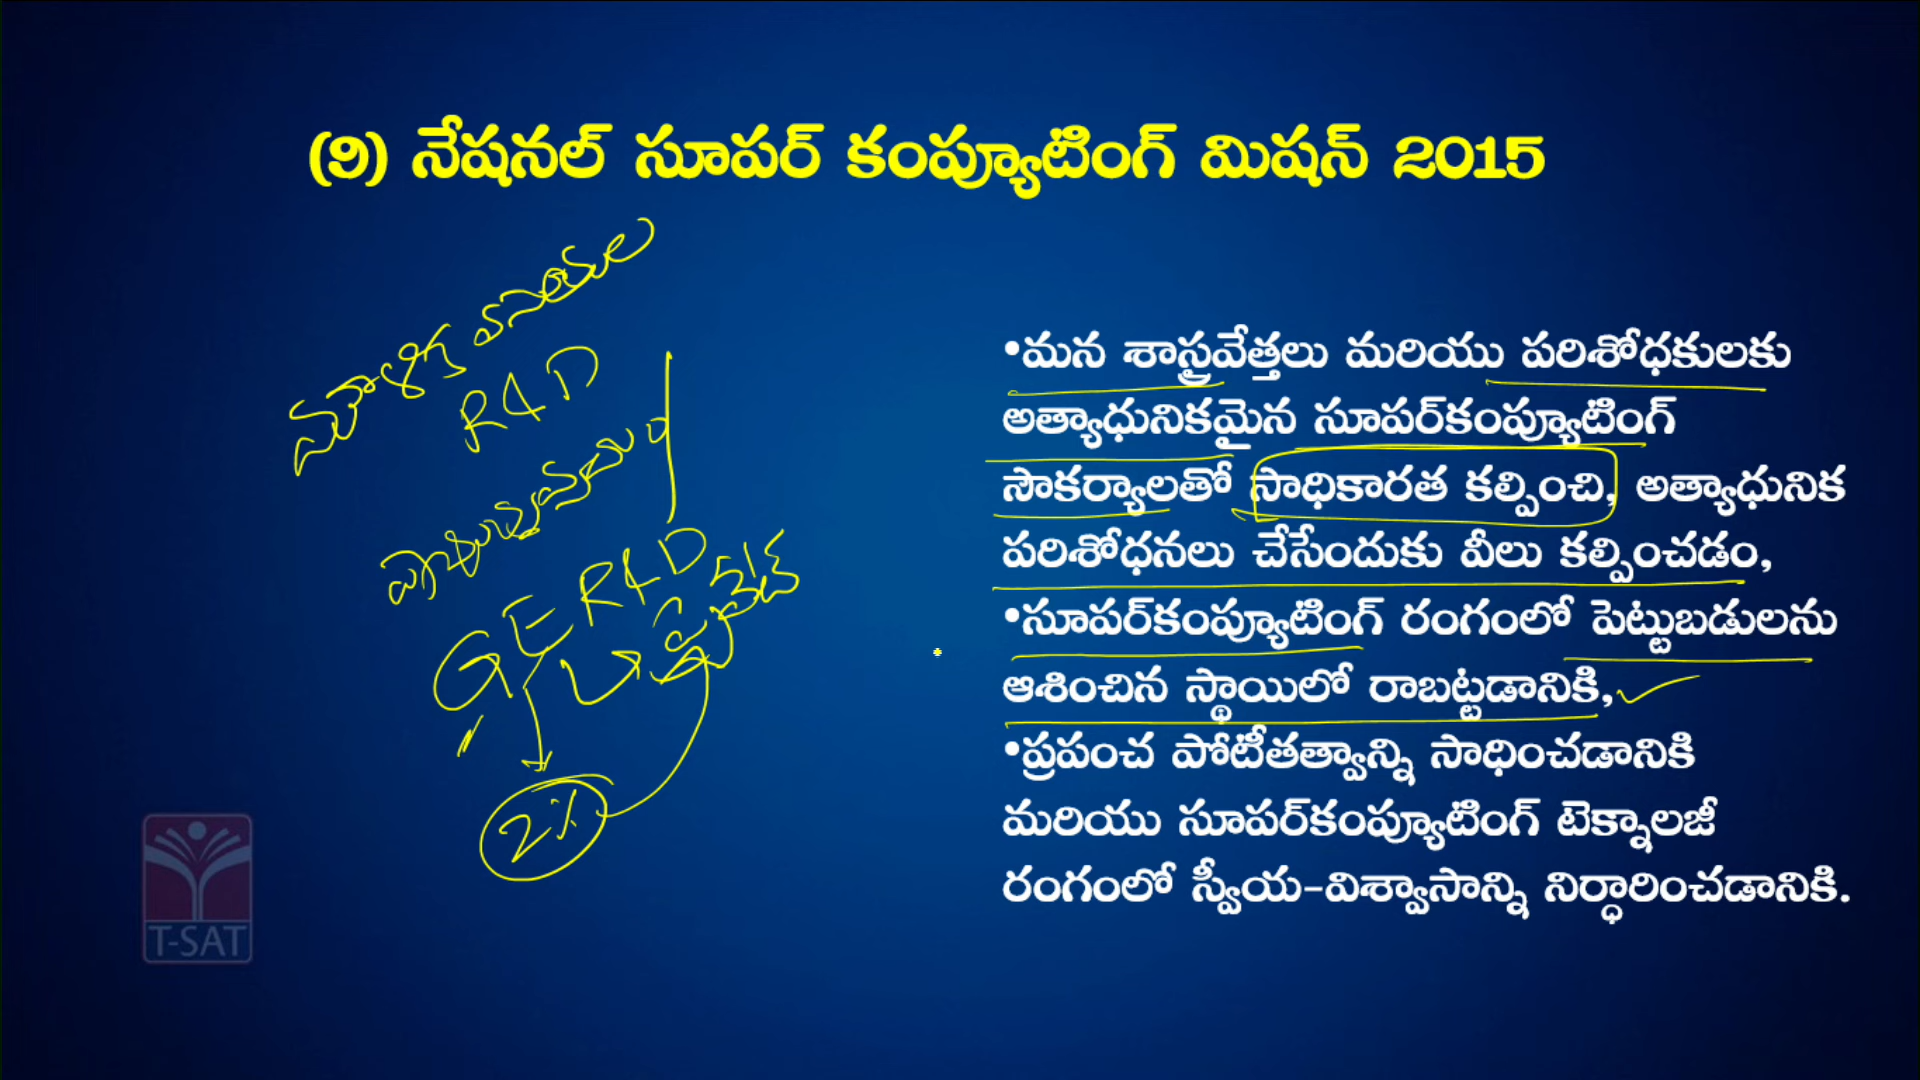 (రి) నేషనల్ సూపర్ కంప్యూటింగ్ మిషన్ 2015
మౌళిక వసతుల
R&D
GERD
R&D
ప్రైవేట్
2%
•మన శాస్త్రవేత్తలు మరియు పరిశోధకులకు
అత్యాధునికమైన సూపర్‌కంప్యూటింగ్
సౌకర్యాలతో సాధికారత కల్పించి, అత్యాధునిక
పరిశోధనలు చేసేందుకు వీలు కల్పించడం,
•సూపర్‌కంప్యూటింగ్ రంగంలో పెట్టుబడులను
ఆశించిన స్థాయిలో రాబట్టడానికి,
•ప్రపంచ పోటీతత్వాన్ని సాధించడానికి
మరియు సూపర్‌కంప్యూటింగ్ టెక్నాలజీ
రంగంలో స్వీయ-విశ్వాసాన్ని నిర్ధారించడానికి.
T-SAT